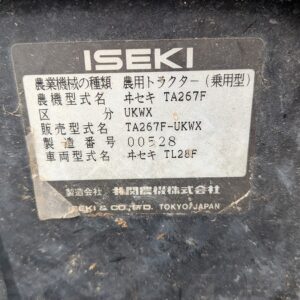 ISEKI
農業機械の種類 農用トラクター(乗用型)
農機型式名 ヰセキ TA267F
区分 UKWX
販売型式名 TA267F-UKWX
製造番号 00528
車両型式名 ヰセキ TL28F
製造会社 井関農機株式会社
ISEKI & CO., LTD. TOKYO/JAPAN